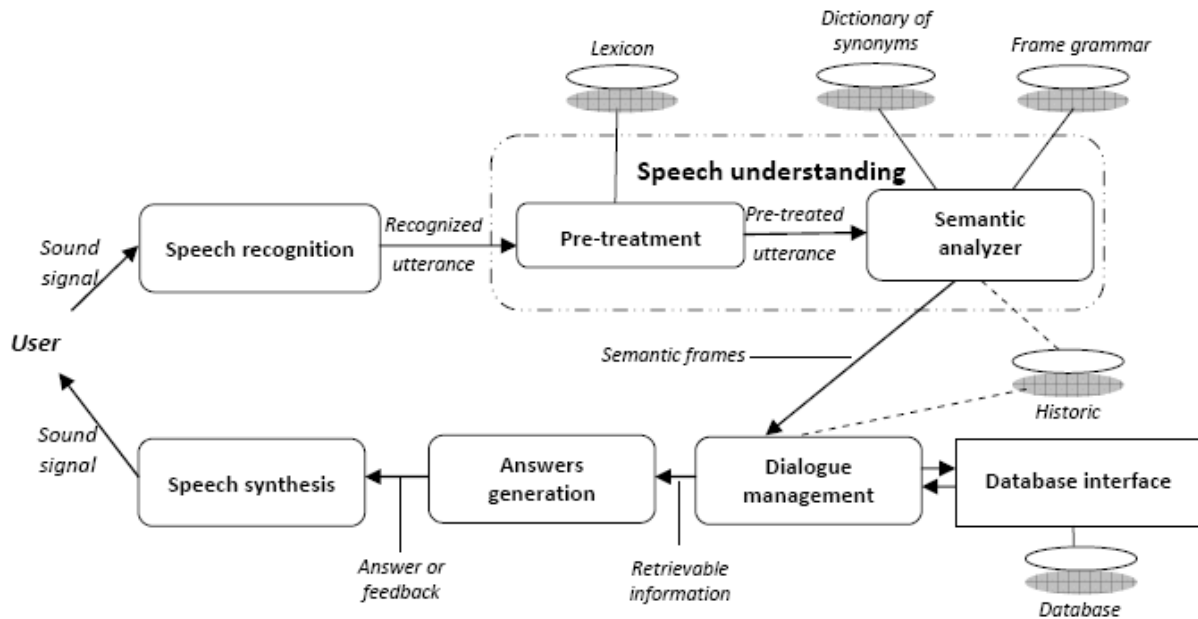 Lexicon
Dictionary of
synonyms
Frame grammar
Speech understanding
Sound
signal
Speech recognition
Recognized
utterance
Pre-treatment
Pre-treated
utterance
Semantic
analyzer
User
Semantic frames
Historic
Sound
signal
Speech synthesis
Answers
generation
Dialogue
management
Database interface
Answer or
feedback
Retrievable
information
Database